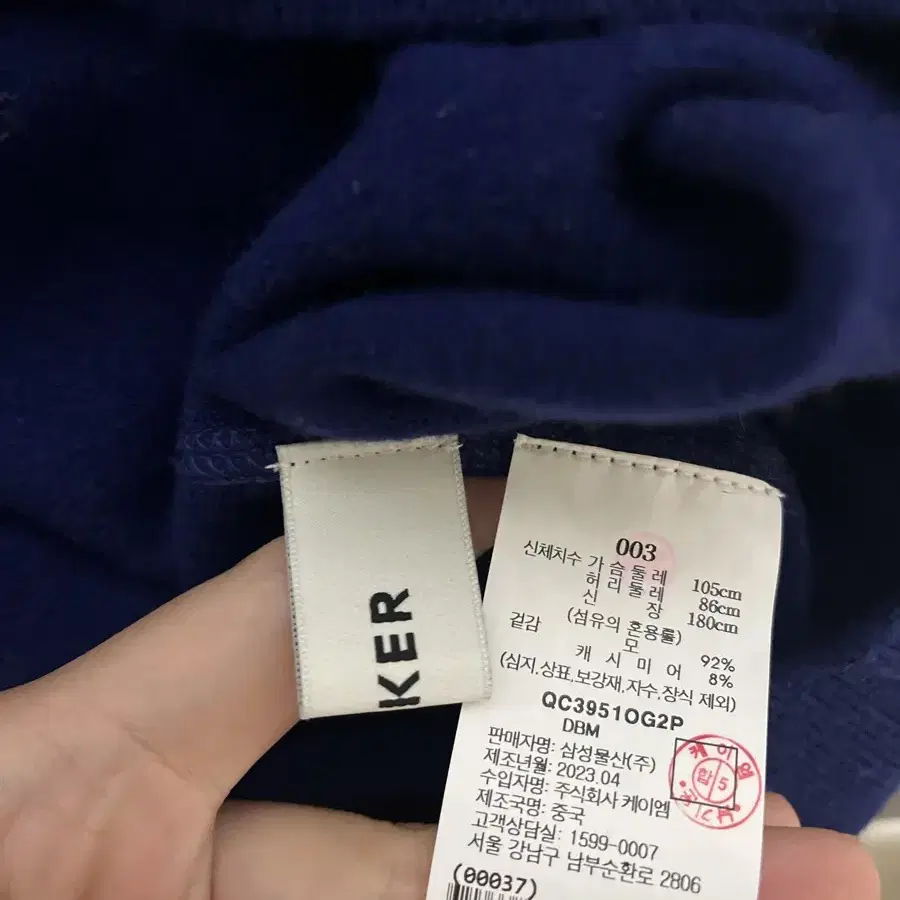 KER
003
신체치수 가슴둘레 105cm
허리둘레 86cm
신 장 180cm
겉감 (섬유의 혼용률)
모 92%
캐시미어 8%
(심지,상표,보강재,자수,장식 제외)
QC3951OG2P
DBM
판매자명: 삼성물산(주)
제조년월: 2023.04
수입자명: 주식회사 케이엠
제조국명: 중국
고객상담실: 1599-0007
서울 강남구 남부순환로 2806
(00037)
케이엠
합 5